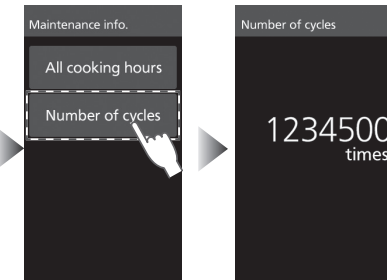 Maintenance info.
All cooking hours
Number of cycles
Number of cycles
1234500
times